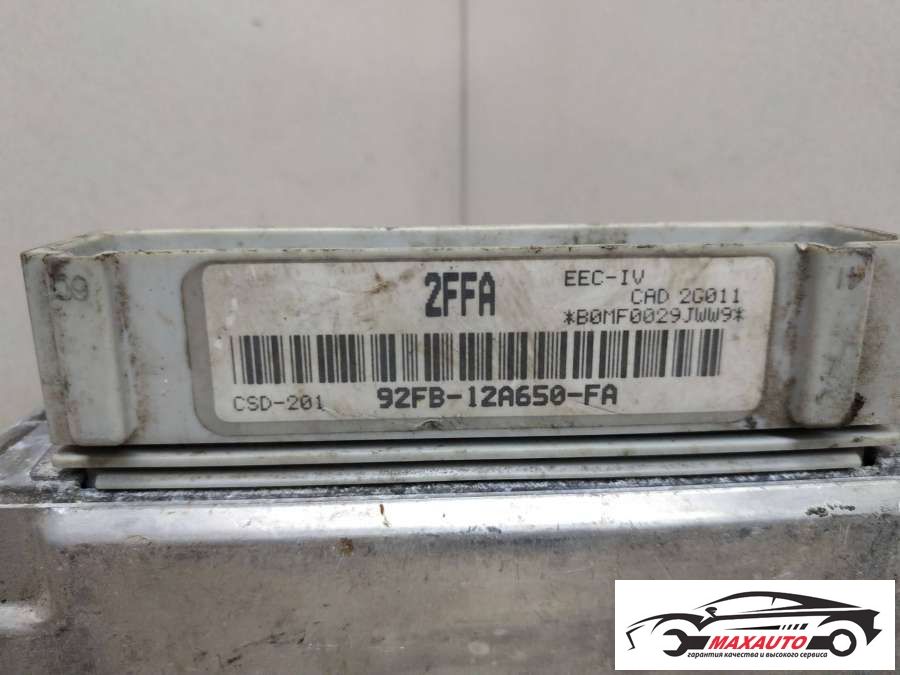 2FFA
EEC-IV
CAD 2G011
*B0MF0029JWW9*
CSD-201
92FB-12A650-FA
MAXAUTO
гарантия качества и высокого сервиса